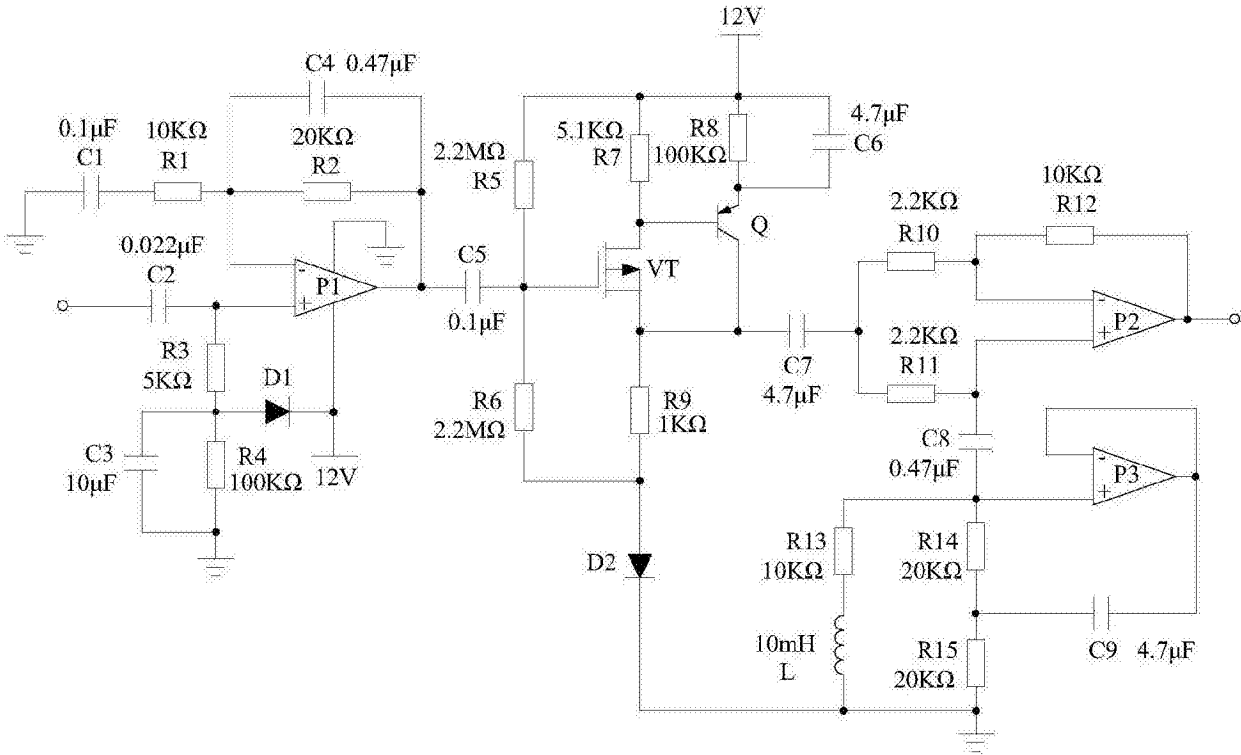 12V
C4 0.47μF
0.1μF
C1
10KΩ
R1
20KΩ
R2
2.2MΩ
R5
5.1KΩ
R7
R8
100KΩ
4.7μF
C6
0.022μF
C2
-
+
P1
C5
0.1μF
VT
Q
2.2KΩ
R10
10KΩ
R12
2.2KΩ
R11
-
+
P2
R3
5KΩ
D1
C3
10μF
R4
100KΩ
12V
R6
2.2MΩ
R9
1KΩ
C7
4.7μF
C8
0.47μF
-
+
P3
D2
R13
10KΩ
R14
20KΩ
10mH
L
R15
20KΩ
C9 4.7μF